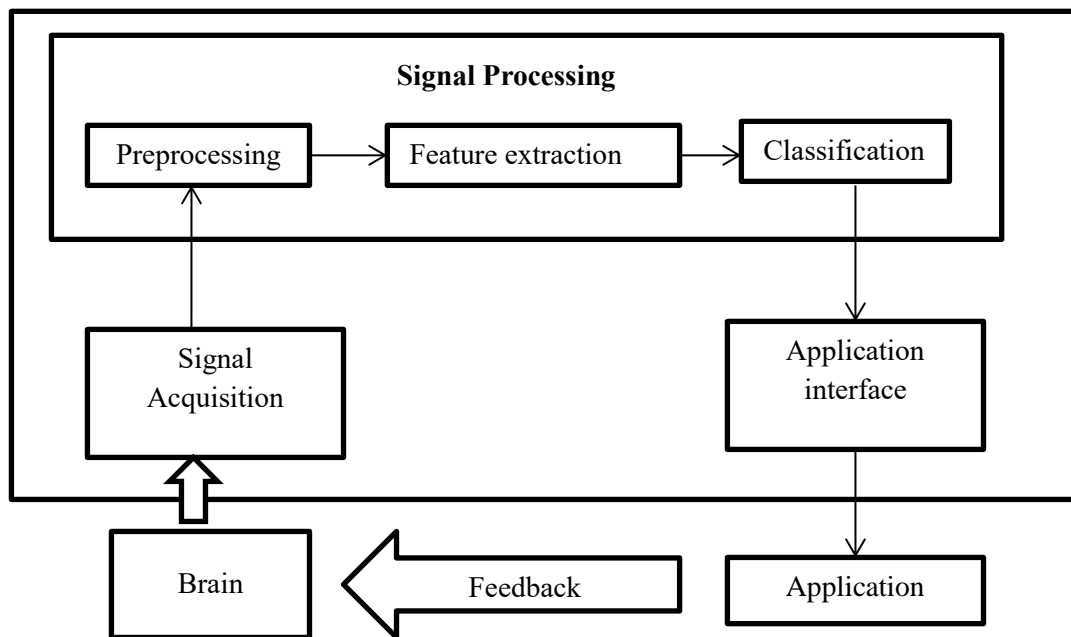 Signal Processing
Preprocessing
Feature extraction
Classification
Signal
Acquisition
Application
interface
Brain
Feedback
Application